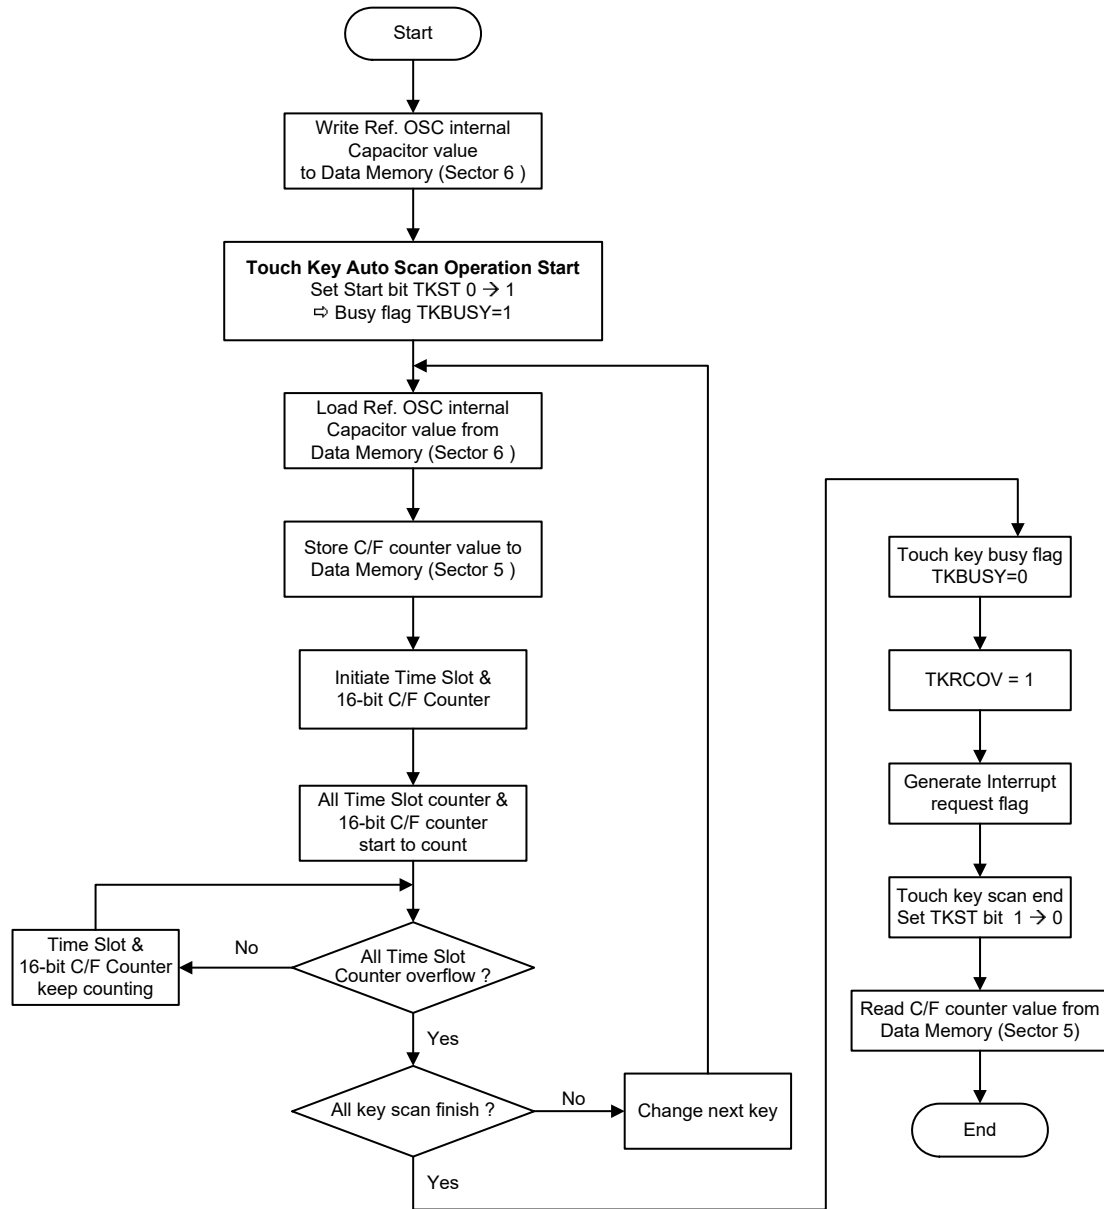 Start
Write Ref. OSC internal
Capacitor value
to Data Memory (Sector 6 )
Touch Key Auto Scan Operation Start
Set Start bit TKST 0 → 1
⇨ Busy flag TKBUSY=1
Load Ref. OSC internal
Capacitor value from
Data Memory (Sector 6 )
Store C/F counter value to
Data Memory (Sector 5 )
Initiate Time Slot &
16-bit C/F Counter
All Time Slot counter &
16-bit C/F counter
start to count
All Time Slot
Counter overflow ?
No
Time Slot &
16-bit C/F Counter
keep counting
Yes
All key scan finish ?
No
Change next key
Yes
Touch key busy flag
TKBUSY=0
TKRCOV = 1
Generate Interrupt
request flag
Touch key scan end
Set TKST bit 1 → 0
Read C/F counter value from
Data Memory (Sector 5)
End